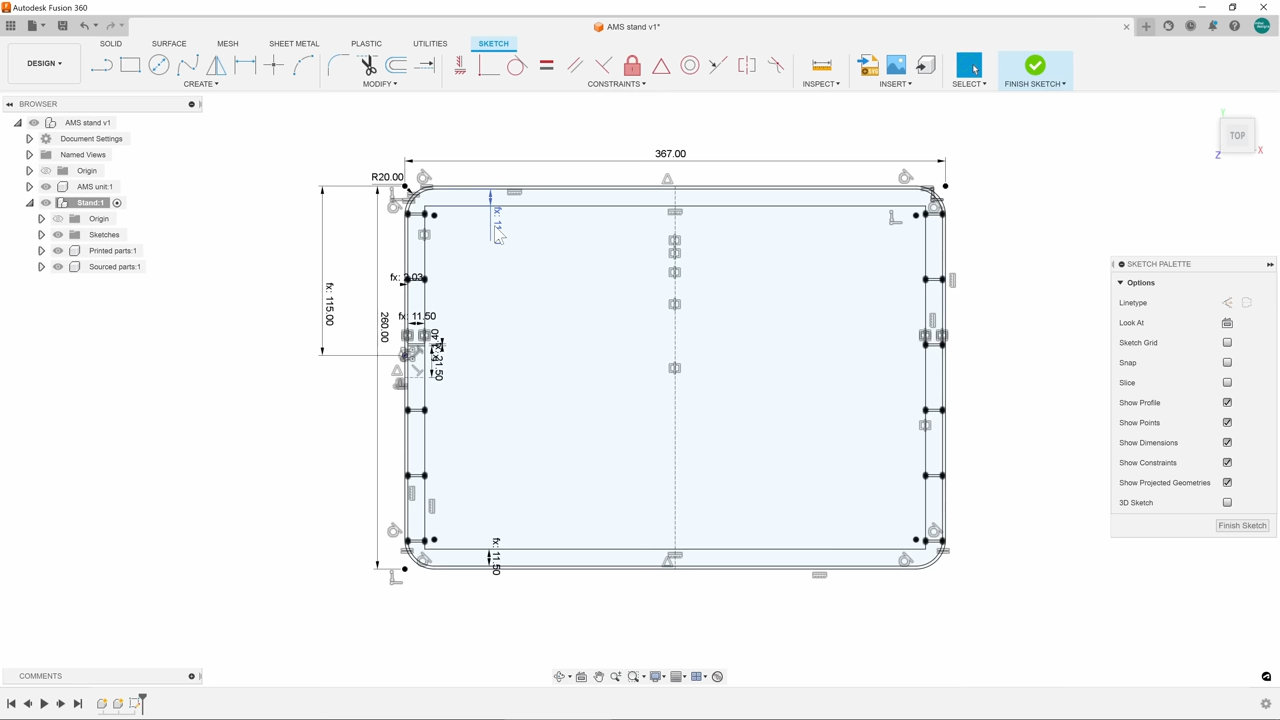 Autodesk Fusion 360
AMS stand v1*
DESIGN
SOLID
SURFACE
MESH
SHEET METAL
PLASTIC
UTILITIES
SKETCH
CREATE
MODIFY
CONSTRAINTS
INSPECT
INSERT
SELECT
FINISH SKETCH
BROWSER
AMS stand v1
Document Settings
Named Views
Origin
AMS unit:1
Stand:1
Origin
Sketches
Printed parts:1
Sourced parts:1
TOP
Y
X
Z
367.00
R20.00
fx: 2.03
fx: 11.50
fx: 115.00
260.00
fx: 11.50
SKETCH PALETTE
Options
Linetype
Look At
Sketch Grid
Snap
Slice
Show Profile
Show Points
Show Dimensions
Show Constraints
Show Projected Geometries
3D Sketch
Finish Sketch
COMMENTS